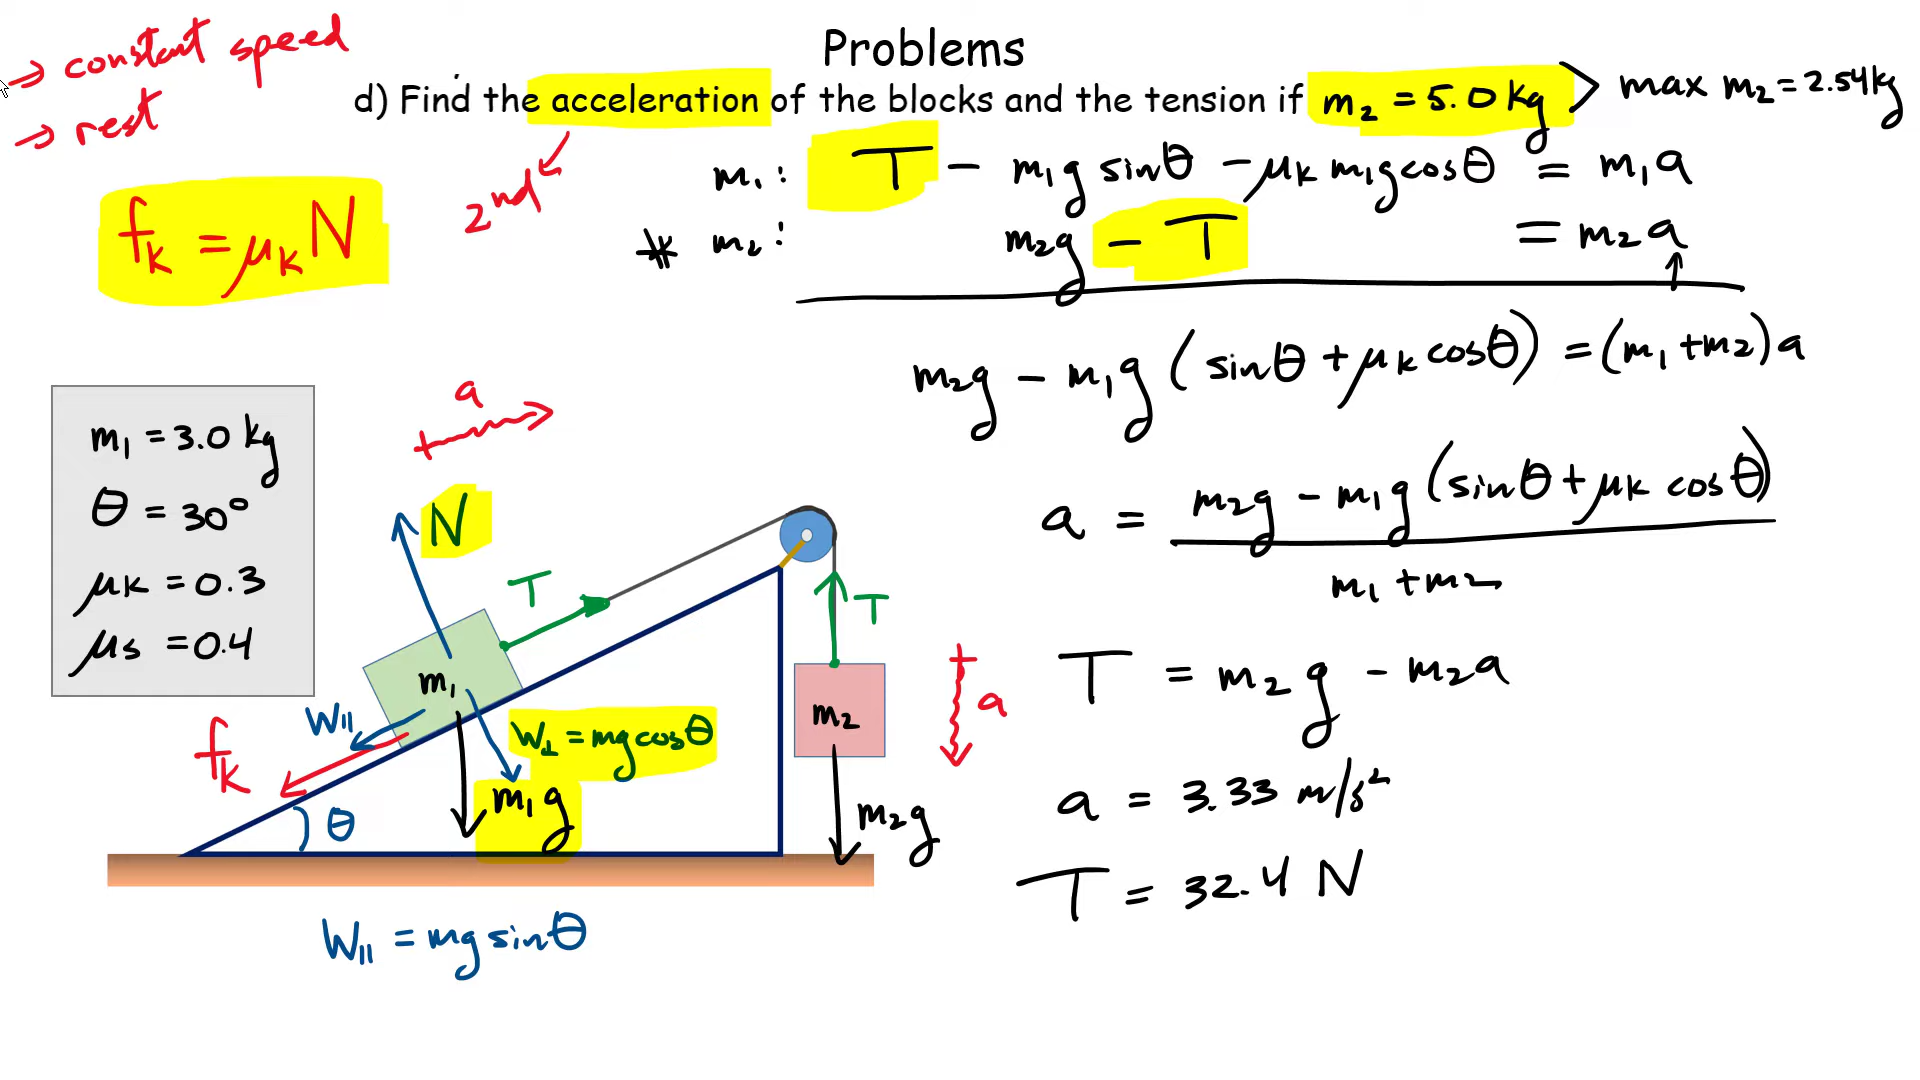 Problems
→ constant speed
→ rest
d) Find the acceleration of the blocks and the tension if m₂ = 5.0 kg > max m₂ = 2.54 kg
2nd
m₁: T − m₁g sinθ − μₖ m₁g cosθ = m₁a
* m₂: m₂g − T = m₂a
fₖ = μₖN
m₂g − m₁g (sinθ + μₖ cosθ) = (m₁ + m₂)a
a = m₂g − m₁g (sinθ + μₖ cosθ)
m₁ + m₂
T = m₂g − m₂a
a = 3.33 m/s²
T = 32.4 N
m₁ = 3.0 kg
θ = 30°
μₖ = 0.3
μₛ = 0.4
+ a
N
T
T
m₁
m₂
+ a
W∥
W⊥ = mg cosθ
fₖ
m₁g
m₂g
θ
W∥ = mg sinθ